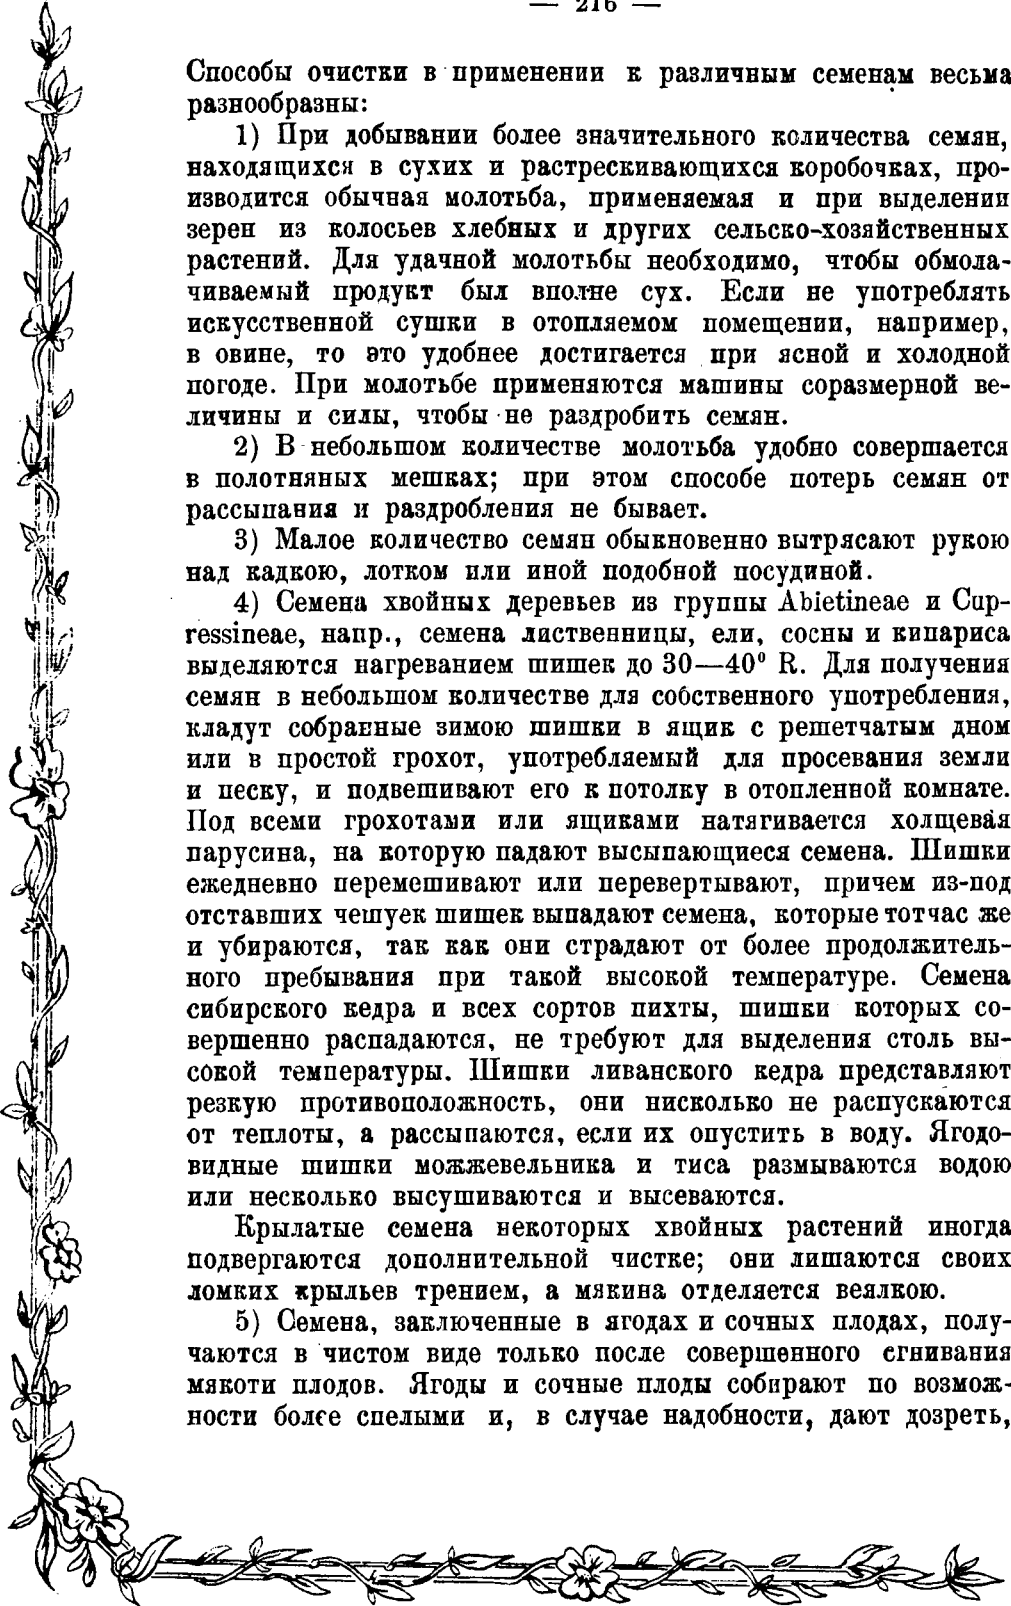 — 216 —
Способы очистки в применении к различным семенам весьма
разнообразны:
1) При добывании более значительного количества семян,
находящихся в сухих и растрескивающихся коробочках, про-
изводится обычная молотьба, применяемая и при выделении
зерен из колосьев хлебных и других сельско-хозяйственных
растений. Для удачной молотьбы необходимо, чтобы обмола-
чиваемый продукт был вполне сух. Если не употреблять
искусственной сушки в отопляемом помещении, например,
в овине, то это удобнее достигается при ясной и холодной
погоде. При молотьбе применяются машины соразмерной ве-
личины и силы, чтобы не раздробить семян.
2) В небольшом количестве молотьба удобно совершается
в полотняных мешках; при этом способе потерь семян от
рассыпания и раздробления не бывает.
3) Малое количество семян обыкновенно вытрясают рукою
над кадкою, лотком или иной подобной посудиной.
4) Семена хвойных деревьев из группы Abietineae и Cup-
ressineae, напр., семена лиственницы, ели, сосны и кипариса
выделяются нагреванием шишек до 30—40° R. Для получения
семян в небольшом количестве для собственного употребления,
кладут собранные зимою шишки в ящик с решетчатым дном
или в простой грохот, употребляемый для просевания земли
и песку, и подвешивают его к потолку в отопленной комнате.
Под всеми грохотами или ящиками натягивается холщевая
парусина, на которую падают высыпающиеся семена. Шишки
ежедневно перемешивают или перевертывают, причем из-под
отставших чешуек шишек выпадают семена, которые тотчас же
и убираются, так как они страдают от более продолжитель-
ного пребывания при такой высокой температуре. Семена
сибирского кедра и всех сортов пихты, шишки которых со-
вершенно распадаются, не требуют для выделения столь вы-
сокой температуры. Шишки ливанского кедра представляют
резкую противоположность, они нисколько не распускаются
от теплоты, а рассыпаются, если их опустить в воду. Ягодо-
видные шишки можжевельника и тиса размываются водою
или несколько высушиваются и высеваются.
Крылатые семена некоторых хвойных растений иногда
подвергаются дополнительной чистке; они лишаются своих
ломких крыльев трением, а мякина отделяется веялкою.
5) Семена, заключенные в ягодах и сочных плодах, полу-
чаются в чистом виде только после совершенного сгнивания
мякоти плодов. Ягоды и сочные плоды собирают по возмож-
ности более спелыми и, в случае надобности, дают дозреть,